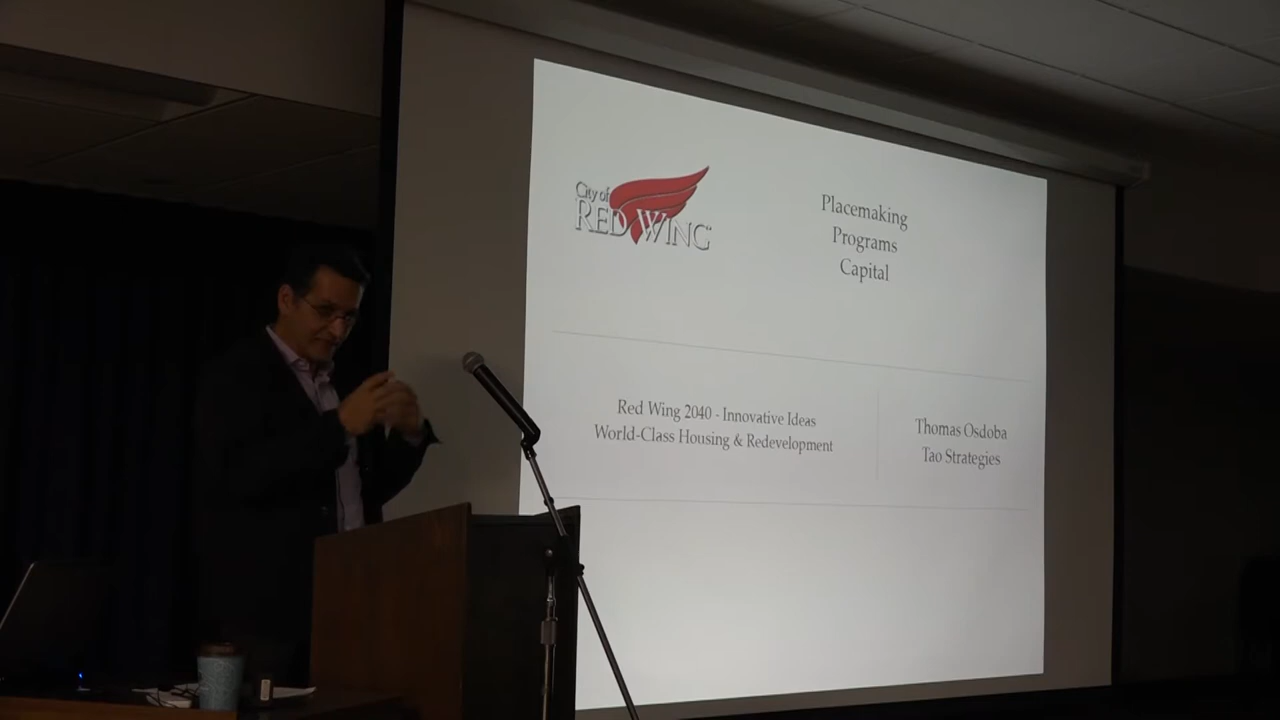 City of
RED WING
Placemaking
Programs
Capital
Red Wing 2040 - Innovative Ideas
World-Class Housing & Redevelopment
Thomas Osdoba
Tao Strategies